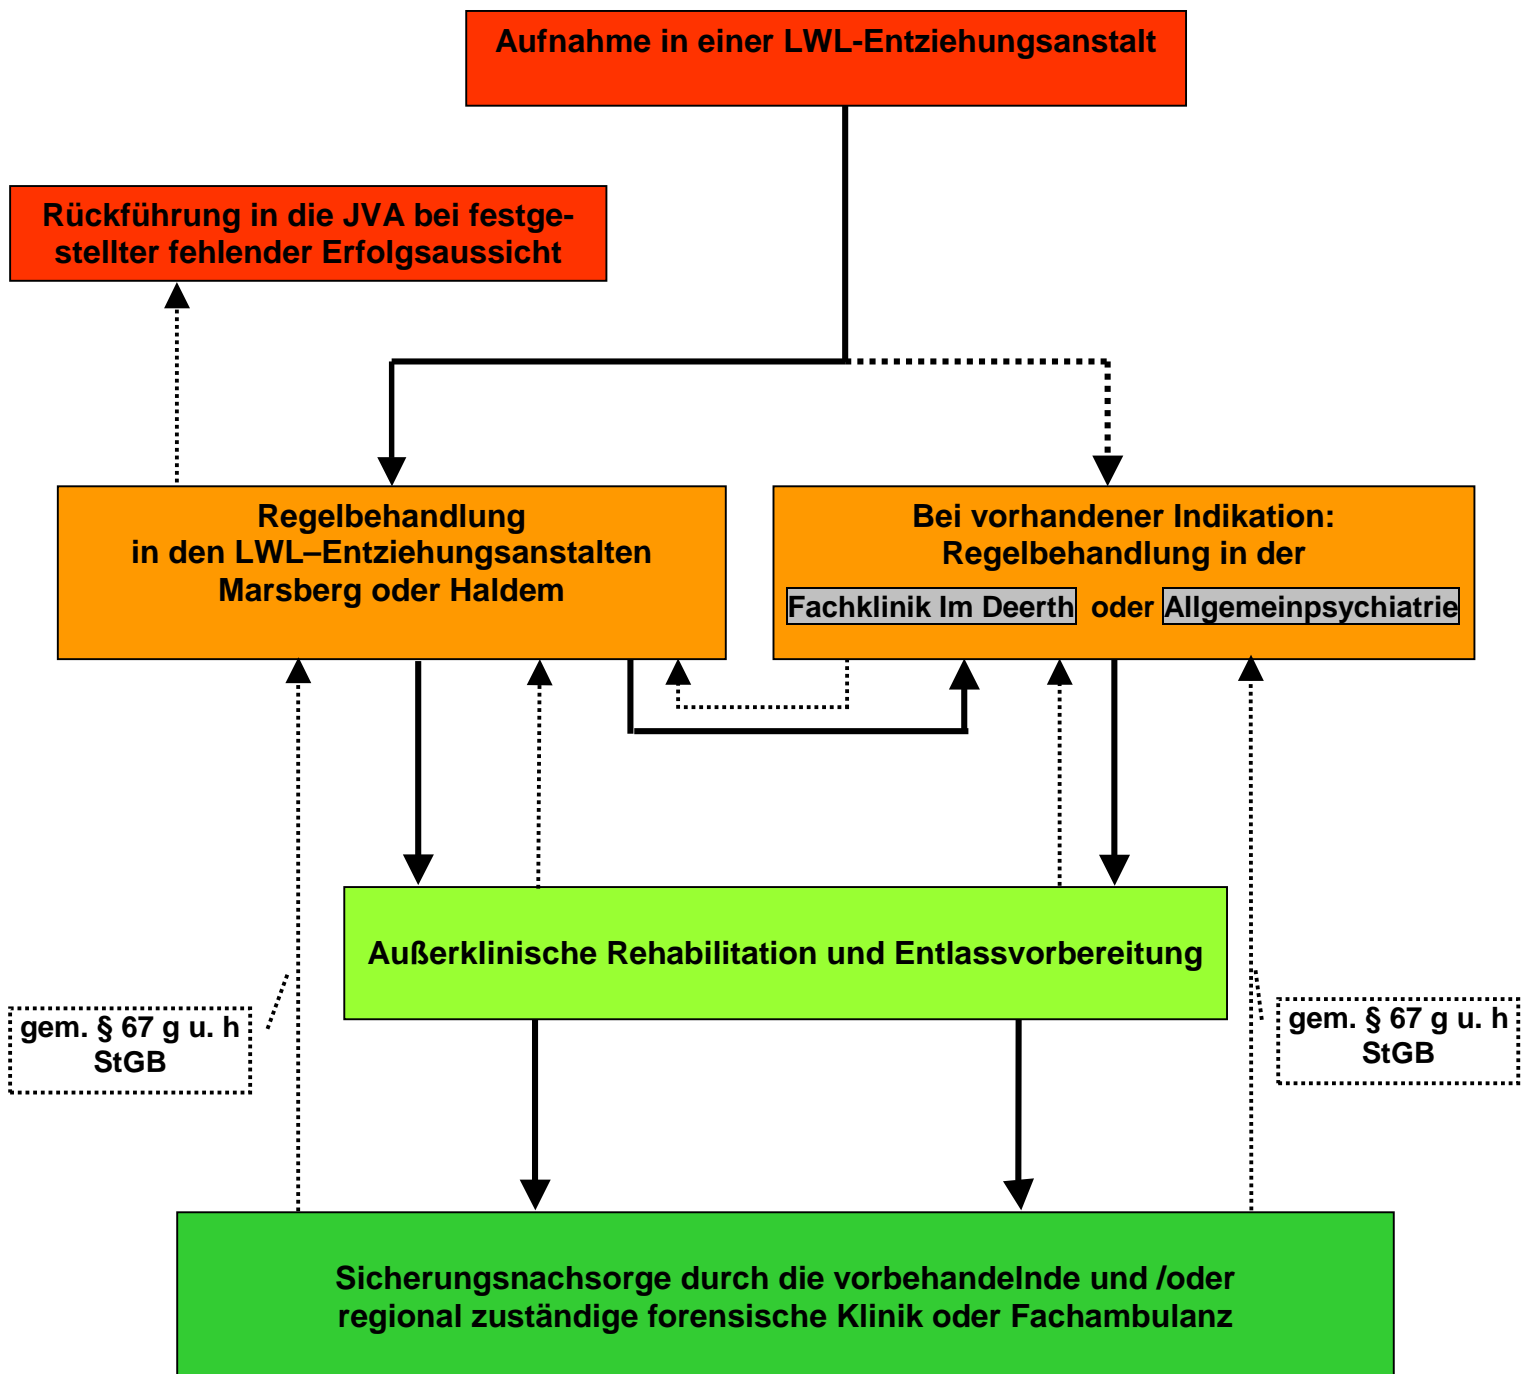 Aufnahme in einer LWL-Entziehungsanstalt
Rückführung in die JVA bei festge-
stellter fehlender Erfolgsaussicht
Regelbehandlung
in den LWL–Entziehungsanstalten
Marsberg oder Haldem
Bei vorhandener Indikation:
Regelbehandlung in der
Fachklinik Im Deerth oder Allgemeinpsychiatrie
Außerklinische Rehabilitation und Entlassvorbereitung
gem. § 67 g u. h
StGB
gem. § 67 g u. h
StGB
Sicherungsnachsorge durch die vorbehandelnde und /oder
regional zuständige forensische Klinik oder Fachambulanz